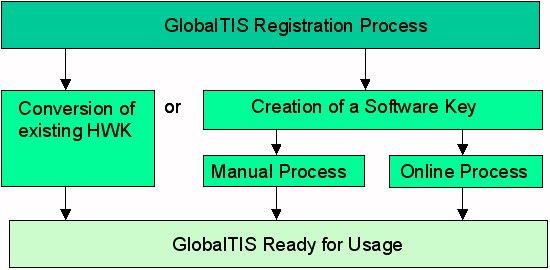 GlobalTIS Registration Process
Conversion of
existing HWK
or
Creation of a Software Key
Manual Process
Online Process
GlobalTIS Ready for Usage